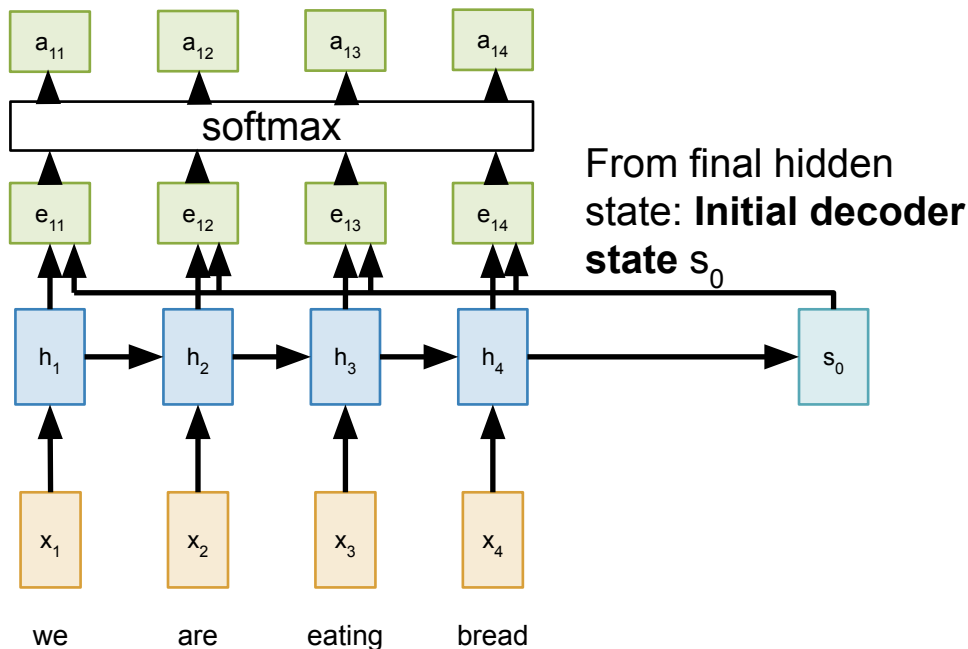 a₁₁ a₁₂ a₁₃ a₁₄
softmax
From final hidden
state: Initial decoder
state s₀
e₁₁ e₁₂ e₁₃ e₁₄
h₁ h₂ h₃ h₄ s₀
x₁ x₂ x₃ x₄
we are eating bread